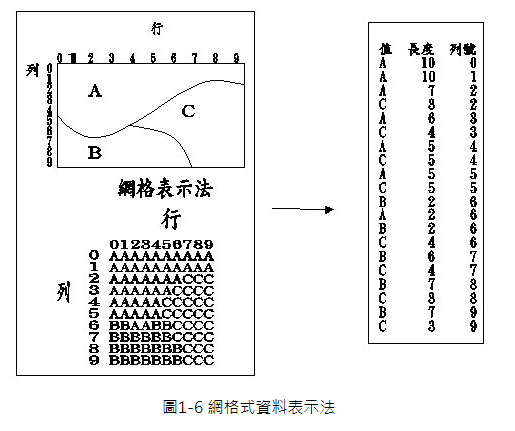 行
0 1 2 3 4 5 6 7 8 9
列
0
1
2
3
4
5
6
7
8
9
A
C
B
網格表示法
行
0123456789
列
0 AAAAAAAAAA
1 AAAAAAAAAA
2 AAAAAAACCC
3 AAAAAACCCC
4 AAAAACCCCC
5 AAAAACCCCC
6 BBAABBCCCC
7 BBBBBBCCCC
8 BBBBBBBCCC
9 BBBBBBBCCC
值 長度 列號
A 10 0
A 10 1
A 7 2
C 3 2
A 6 3
C 4 3
A 5 4
C 5 4
A 5 5
C 5 5
B 2 6
A 2 6
B 2 6
C 4 6
B 6 7
C 4 7
B 7 8
C 3 8
B 7 9
C 3 9
圖1-6 網格式資料表示法